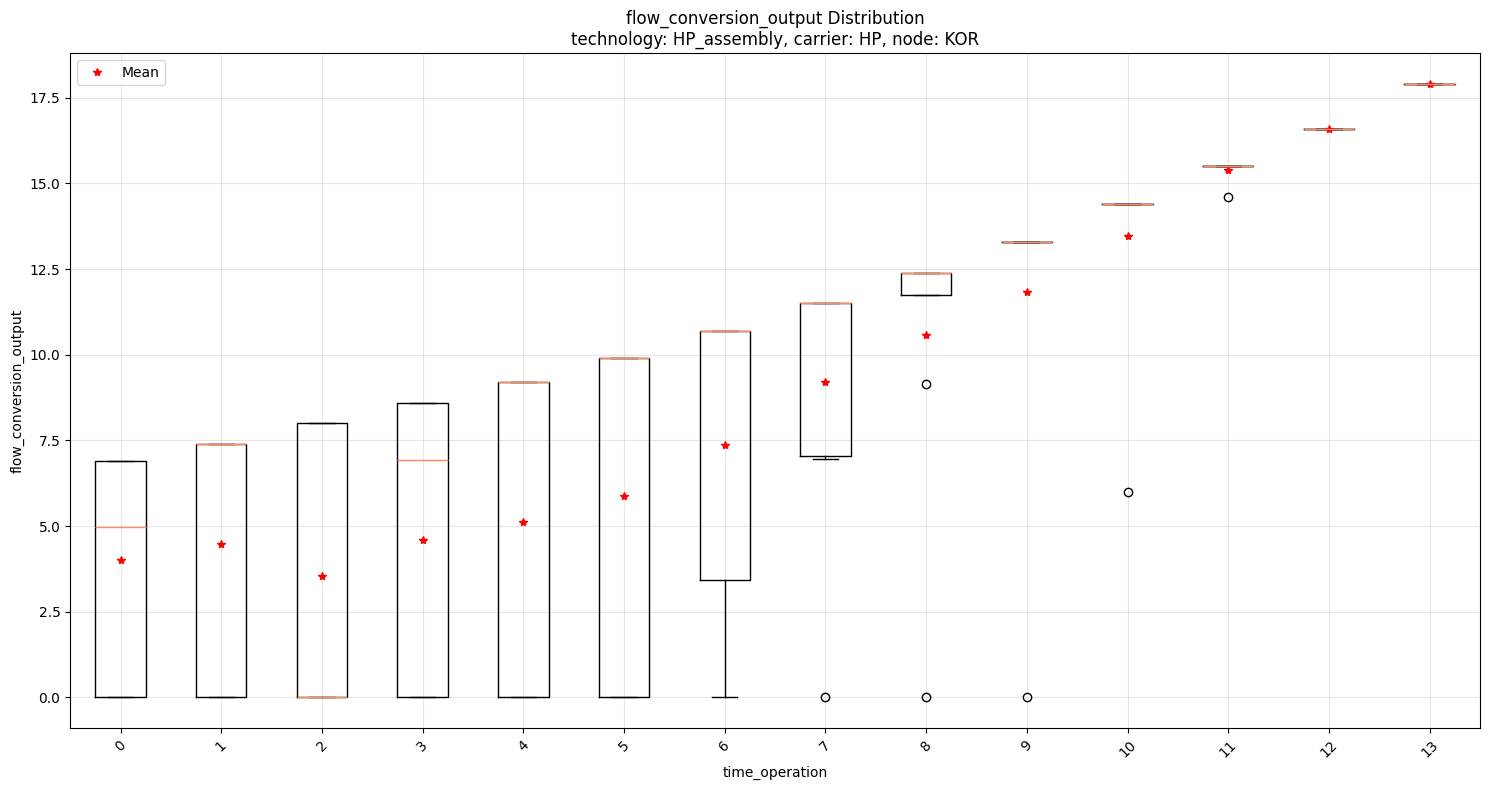 flow_conversion_output Distribution
technology: HP_assembly, carrier: HP, node: KOR
Mean
flow_conversion_output
17.5
15.0
12.5
10.0
7.5
5.0
2.5
0.0
0 1 2 3 4 5 6 7 8 9 10 11 12 13
time_operation